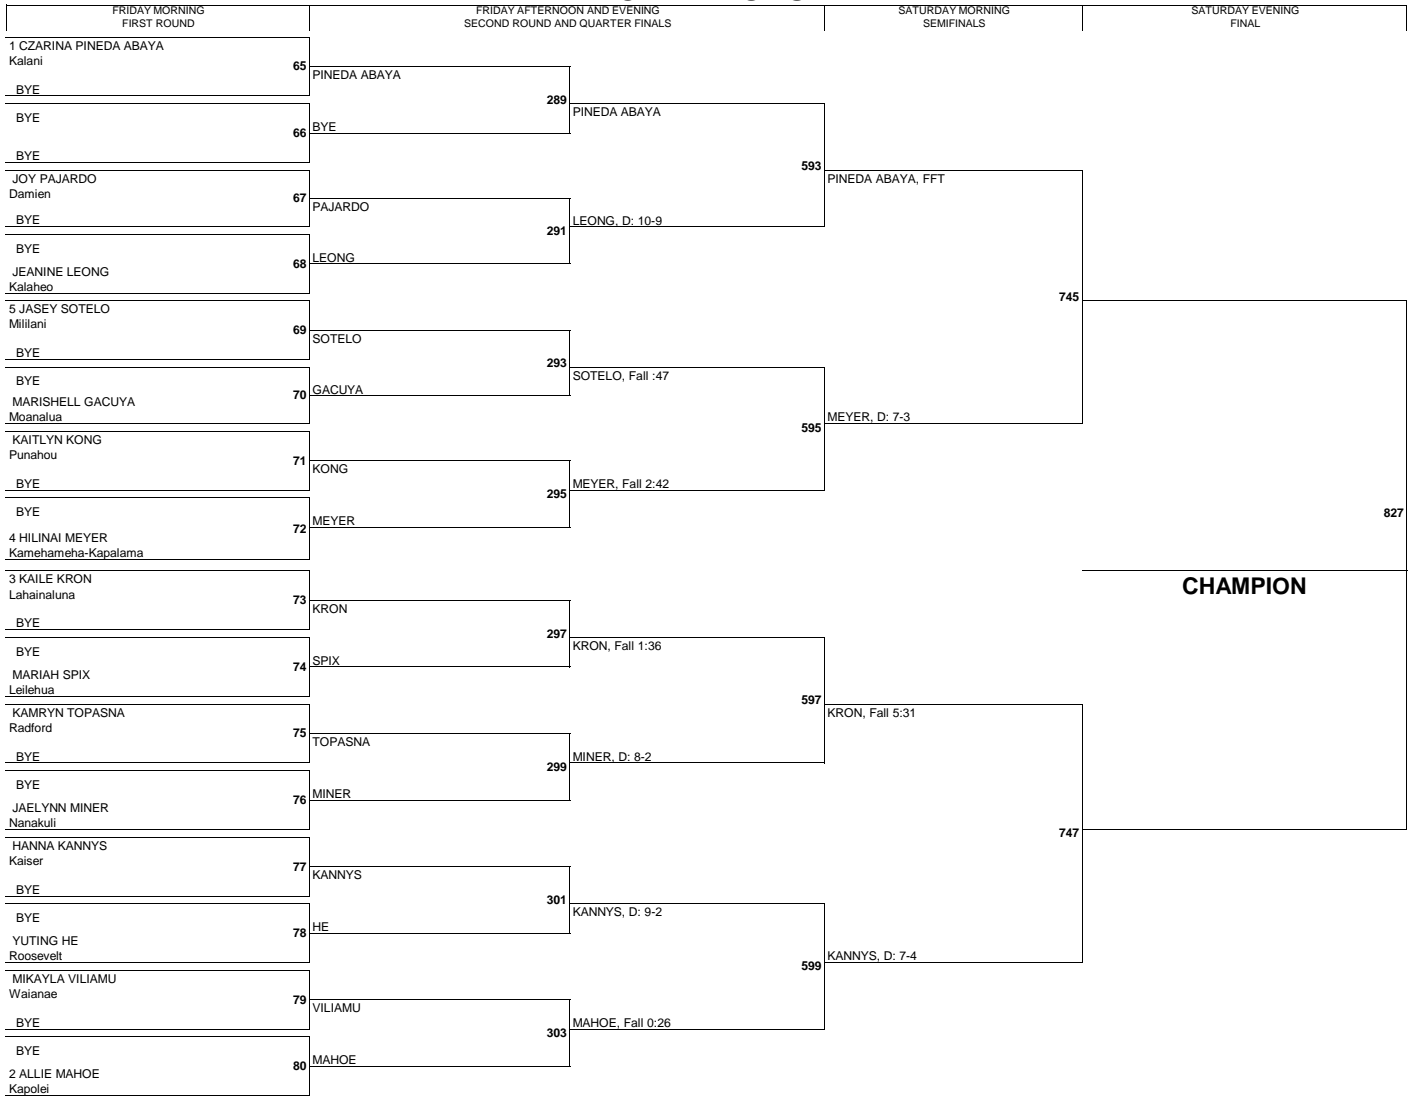 FRIDAY MORNING
FIRST ROUND
FRIDAY AFTERNOON AND EVENING
SECOND ROUND AND QUARTER FINALS
SATURDAY MORNING
SEMIFINALS
SATURDAY EVENING
FINAL
1 CZARINA PINEDA ABAYA
Kalani
65
BYE
PINEDA ABAYA
289
BYE
66
BYE
BYE
PINEDA ABAYA
593
JOY PAJARDO
Damien
67
BYE
PAJARDO
291
BYE
68
JEANINE LEONG
Kalaheo
LEONG
LEONG, D: 10-9
PINEDA ABAYA, FFT
745
5 JASEY SOTELO
Mililani
69
BYE
SOTELO
293
BYE
70
MARISHELL GACUYA
Moanalua
GACUYA
SOTELO, Fall :47
595
KAITLYN KONG
Punahou
71
BYE
KONG
295
BYE
72
4 HILINAI MEYER
Kamehameha-Kapalama
MEYER
MEYER, Fall 2:42
MEYER, D: 7-3
827
CHAMPION
3 KAILE KRON
Lahainaluna
73
BYE
KRON
297
BYE
74
MARIAH SPIX
Leilehua
SPIX
KRON, Fall 1:36
597
KAMRYN TOPASNA
Radford
75
BYE
TOPASNA
299
BYE
76
JAELYNN MINER
Nanakuli
MINER
MINER, D: 8-2
KRON, Fall 5:31
747
HANNA KANNYS
Kaiser
77
BYE
KANNYS
301
BYE
78
YUTING HE
Roosevelt
HE
KANNYS, D: 9-2
599
MIKAYLA VILIAMU
Waianae
79
BYE
VILIAMU
303
BYE
80
2 ALLIE MAHOE
Kapolei
MAHOE
MAHOE, Fall 0:26
KANNYS, D: 7-4